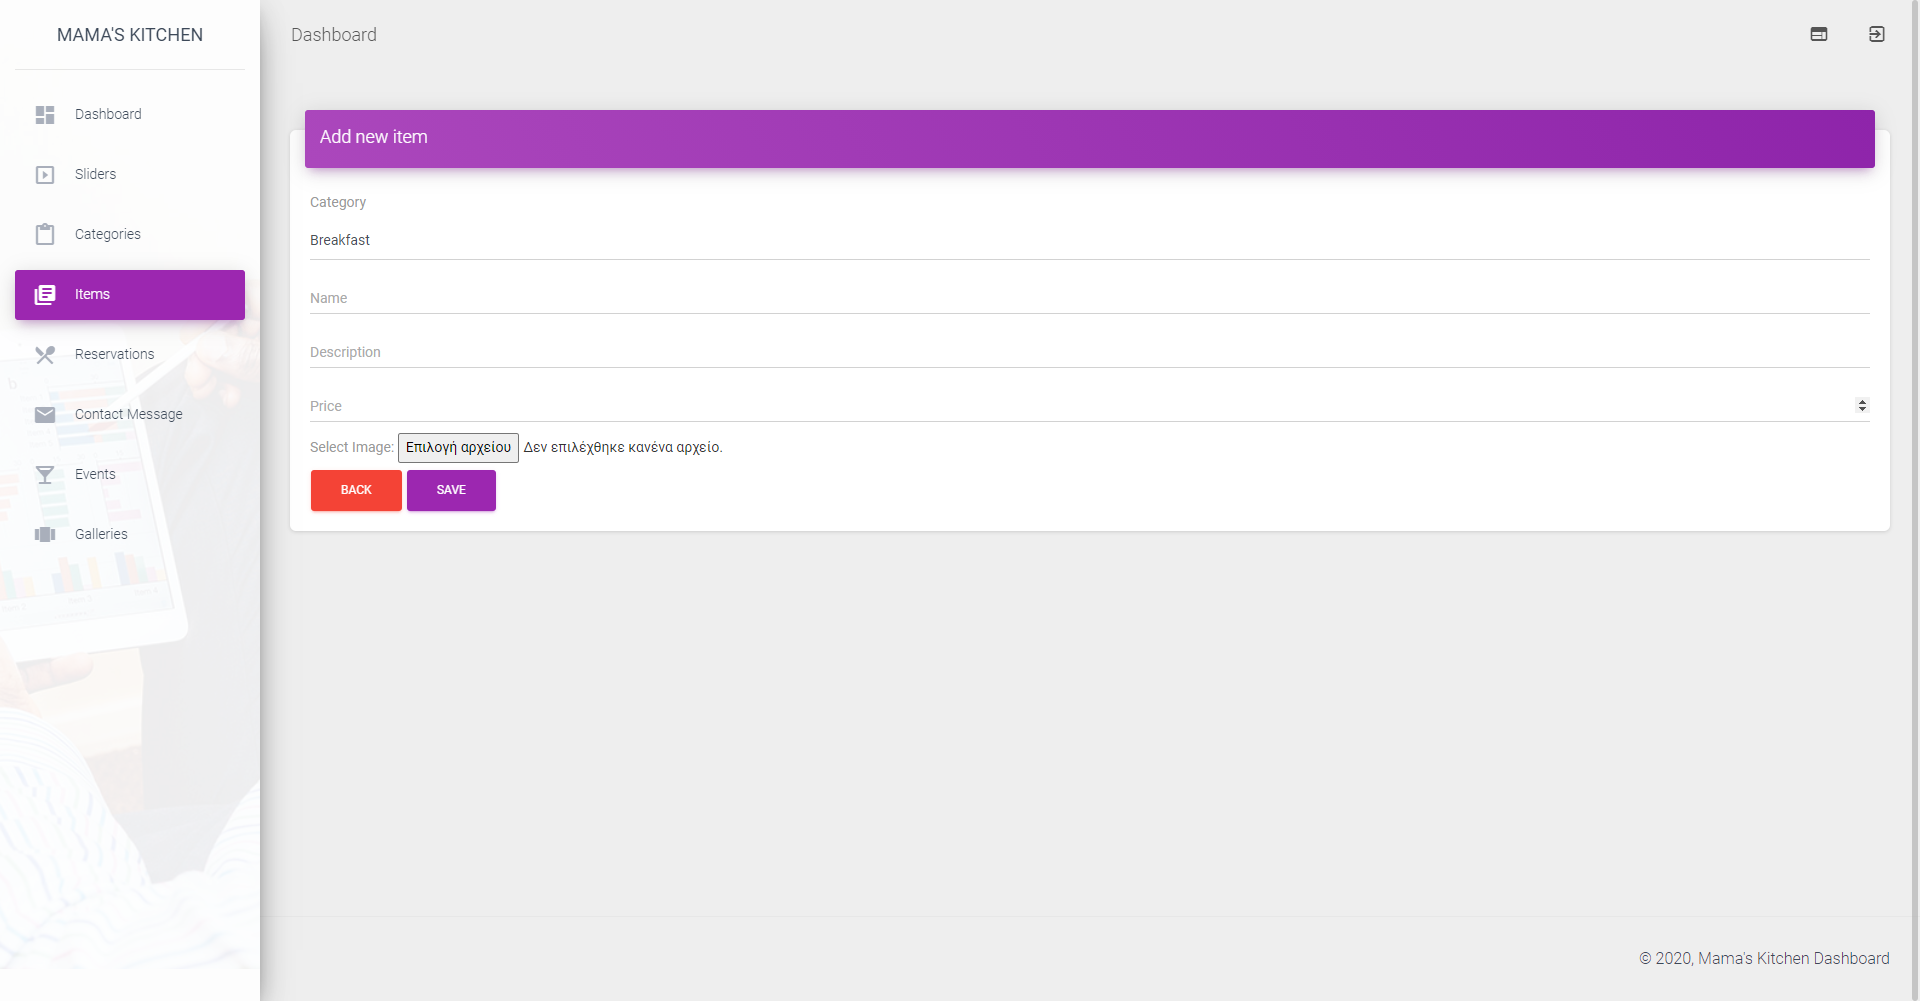 MAMA'S KITCHEN
Dashboard
Sliders
Categories
Items
Reservations
Contact Message
Events
Galleries
Dashboard
Add new item
Category
Breakfast
Name
Description
Price
Select Image: Επιλογή αρχείου Δεν επιλέχθηκε κανένα αρχείο.
BACK SAVE
© 2020, Mama's Kitchen Dashboard